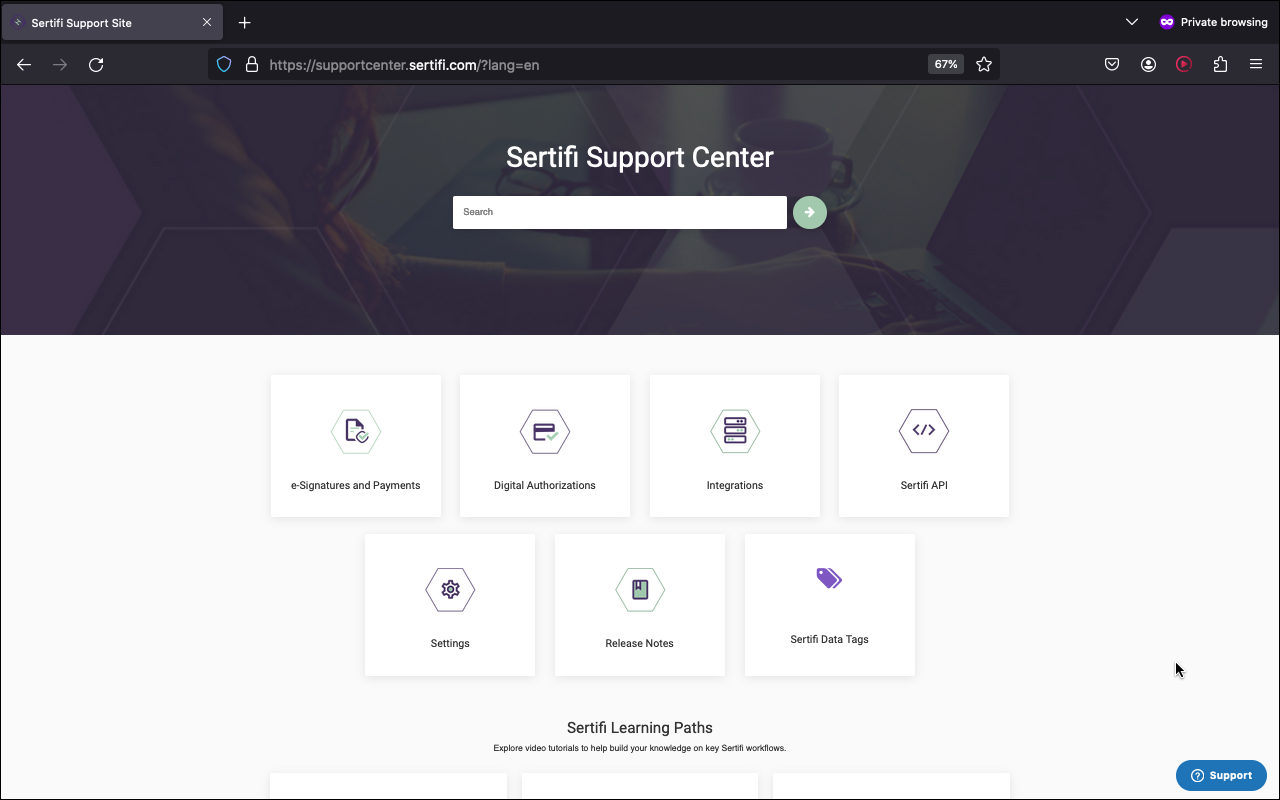 Sertifi Support Site
Private browsing
https://supportcenter.sertifi.com/?lang=en
67%
Sertifi Support Center
Search
e-Signatures and Payments
Digital Authorizations
Integrations
Sertifi API
Settings
Release Notes
Sertifi Data Tags
Sertifi Learning Paths
Explore video tutorials to help build your knowledge on key Sertifi workflows.
Support